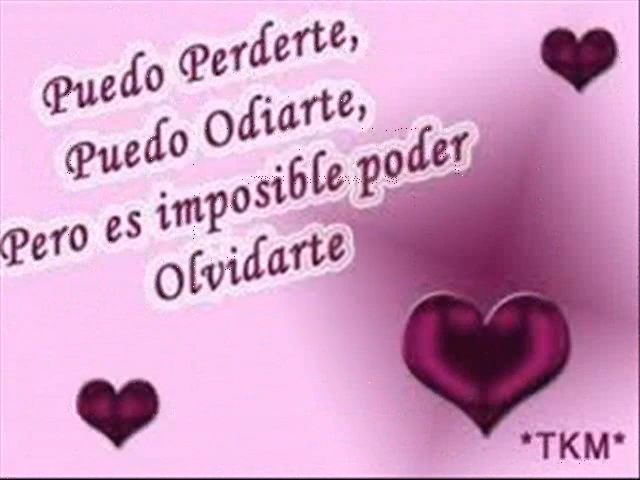 Puedo Perderte,
Puedo Odiarte,
Pero es imposible poder
Olvidarte
*TKM*